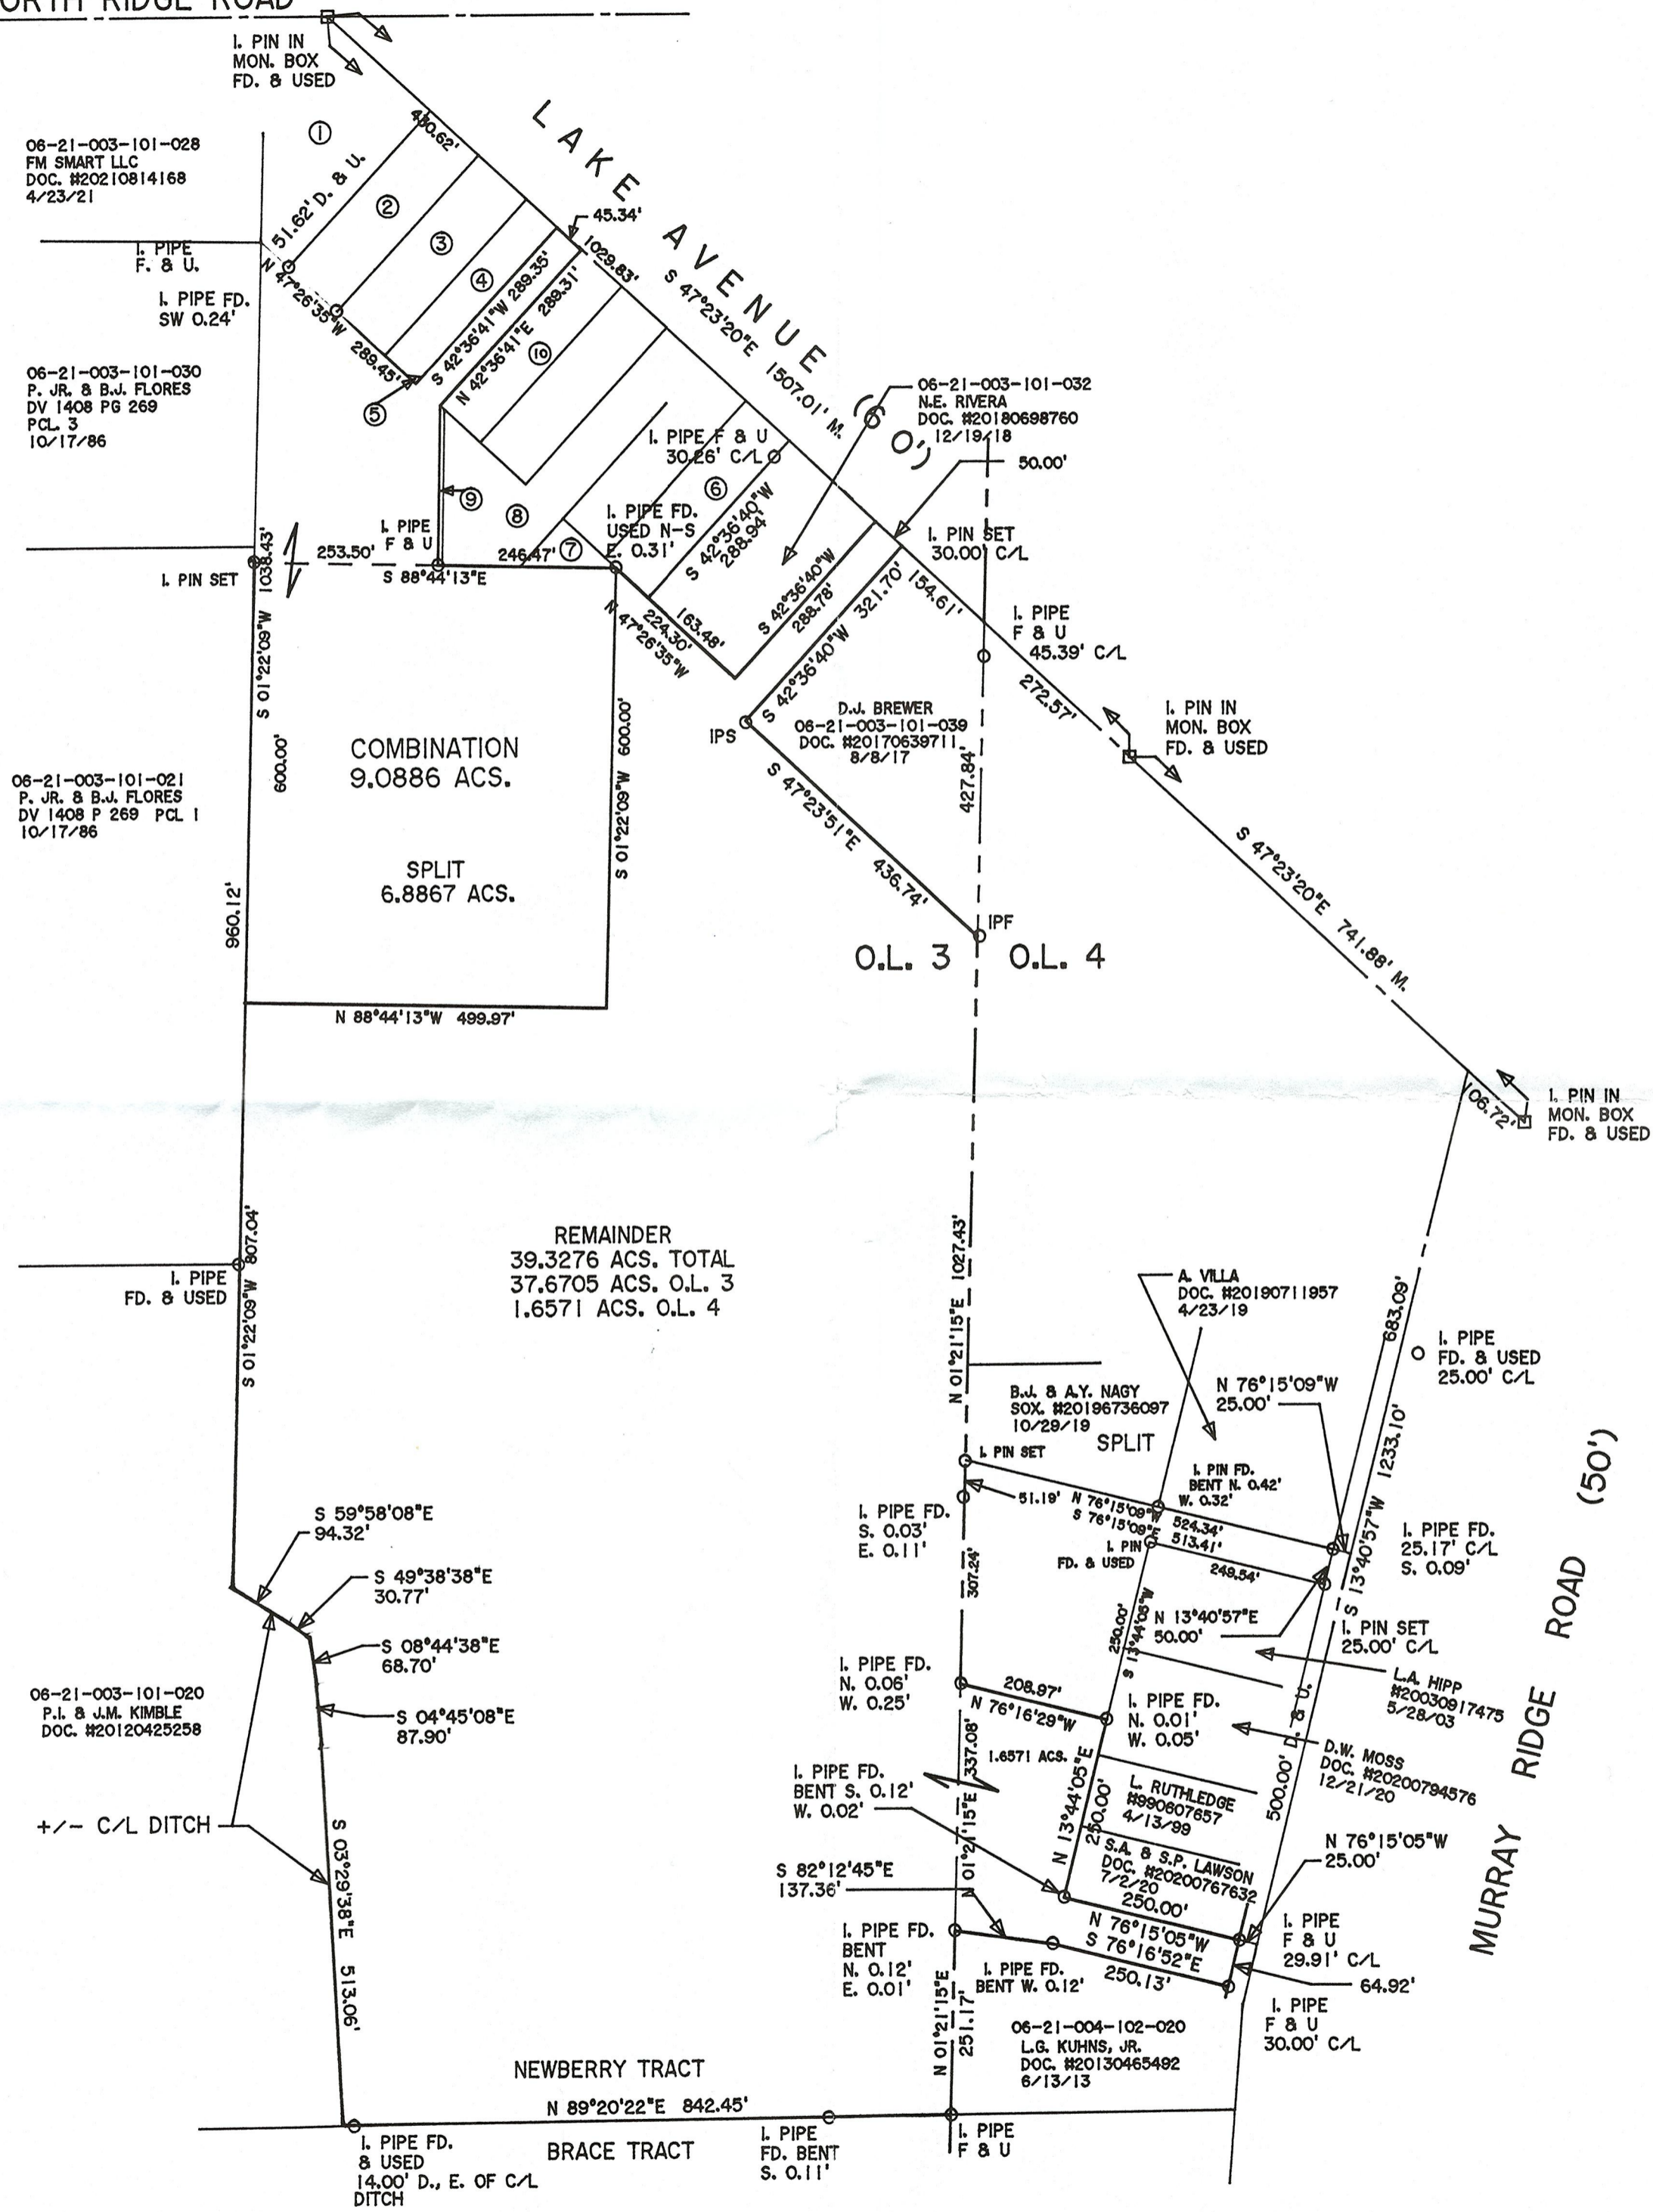 NORTH RIDGE ROAD
I. PIN IN
MON. BOX
FD. & USED
LAKE AVENUE (60')
06-21-003-101-028
FM SMART LLC
DOC. #20210814168
4/23/21
①
②
③
④
⑤
⑩
430.62'
51.62' D. & U.
45.34'
1029.83'
S 47°23'20"E 1507.01' M.
I. PIPE
F. & U.
N 47°26'35"W 289.45'
I. PIPE FD.
SW 0.24'
S 42°36'41"W 289.35'
N 42°36'41"E 289.31'
06-21-003-101-030
P. JR. & B.J. FLORES
DV 1408 PG 269
PCL. 3
10/17/86
06-21-003-101-032
N.E. RIVERA
DOC. #20180698760
12/19/18
50.00'
I. PIPE F & U
30.26' C/L
⑥
⑨
⑧
⑦
I. PIPE FD.
USED N-S
E. 0.31'
S 42°36'40"W
288.94'
I. PIPE
F & U
I. PIN SET
253.50'
246.47'
S 88°44'13"E
S 01°22'09"W 1038.43'
I. PIN SET
30.00' C/L
S 42°36'40"W
288.78'
S 42°36'40"W 321.70'
154.61'
163.48'
224.30'
N 47°26'35"W
I. PIPE
F & U
45.39' C/L
272.57'
I. PIN IN
MON. BOX
FD. & USED
D.J. BREWER
06-21-003-101-039
DOC. #20170639711
8/8/17
IPS
427.84'
S 47°23'51"E 436.74'
IPF
O.L. 3
O.L. 4
S 47°23'20"E 741.88' M.
COMBINATION
9.0886 ACS.
SPLIT
6.8867 ACS.
600.00'
S 01°22'09"W 600.00'
960.12'
N 88°44'13"W 499.97'
06-21-003-101-021
P. JR. & B.J. FLORES
DV 1408 P 269 PCL 1
10/17/86
106.72'
I. PIN IN
MON. BOX
FD. & USED
REMAINDER
39.3276 ACS. TOTAL
37.6705 ACS. O.L. 3
1.6571 ACS. O.L. 4
I. PIPE
FD. & USED
S 01°22'09"W 807.04'
N 01°21'15"E 1027.43'
A. VILLA
DOC. #20190711957
4/23/19
683.09'
I. PIPE
FD. & USED
25.00' C/L
N 76°15'09"W
25.00'
B.J. & A.Y. NAGY
SOX. #20196736097
10/29/19
SPLIT
S 13°40'57"W 1233.10'
MURRAY RIDGE ROAD (50')
I. PIN SET
I. PIN FD.
BENT N. 0.42'
W. 0.32'
51.19'
N 76°15'09"W 524.34'
S 76°15'09"E 513.41'
I. PIPE FD.
S. 0.03'
E. 0.11'
I. PIN
FD. & USED
249.54'
I. PIPE FD.
25.17' C/L
S. 0.09'
307.24'
250.00'
S 13°44'05"W
N 13°40'57"E
50.00'
I. PIN SET
25.00' C/L
L.A. HIPP
#20030917475
5/28/03
S 59°58'08"E
94.32'
S 49°38'38"E
30.77'
S 08°44'38"E
68.70'
S 04°45'08"E
87.90'
06-21-003-101-020
P.I. & J.M. KIMBLE
DOC. #20120425258
+/- C/L DITCH
S 03°29'38"E 513.06'
I. PIPE FD.
N. 0.06'
W. 0.25'
208.97'
N 76°16'29"W
I. PIPE FD.
N. 0.01'
W. 0.05'
1.6571 ACS.
D.W. MOSS
DOC. #20200794576
12/21/20
500.00' D. & U.
I. PIPE FD.
BENT S. 0.12'
W. 0.02'
N 01°21'15"E 337.08'
N 13°44'05"E
250.00'
L. RUTHLEDGE
#990607657
4/13/99
S.A. & S.P. LAWSON
DOC. #20200767632
7/2/20
N 76°15'05"W
25.00'
250.00'
N 76°15'05"W
S 76°16'52"E
250.13'
S 82°12'45"E
137.36'
I. PIPE FD.
BENT
N. 0.12'
E. 0.01'
I. PIPE FD.
BENT W. 0.12'
I. PIPE
F & U
29.91' C/L
64.92'
I. PIPE
F & U
30.00' C/L
N 01°21'15"E
251.17'
06-21-004-102-020
L.G. KUHNS, JR.
DOC. #20130465492
6/13/13
NEWBERRY TRACT
N 89°20'22"E 842.45'
BRACE TRACT
I. PIPE FD.
& USED
14.00' D., E. OF C/L
DITCH
I. PIPE
FD. BENT
S. 0.11'
I. PIPE
F & U